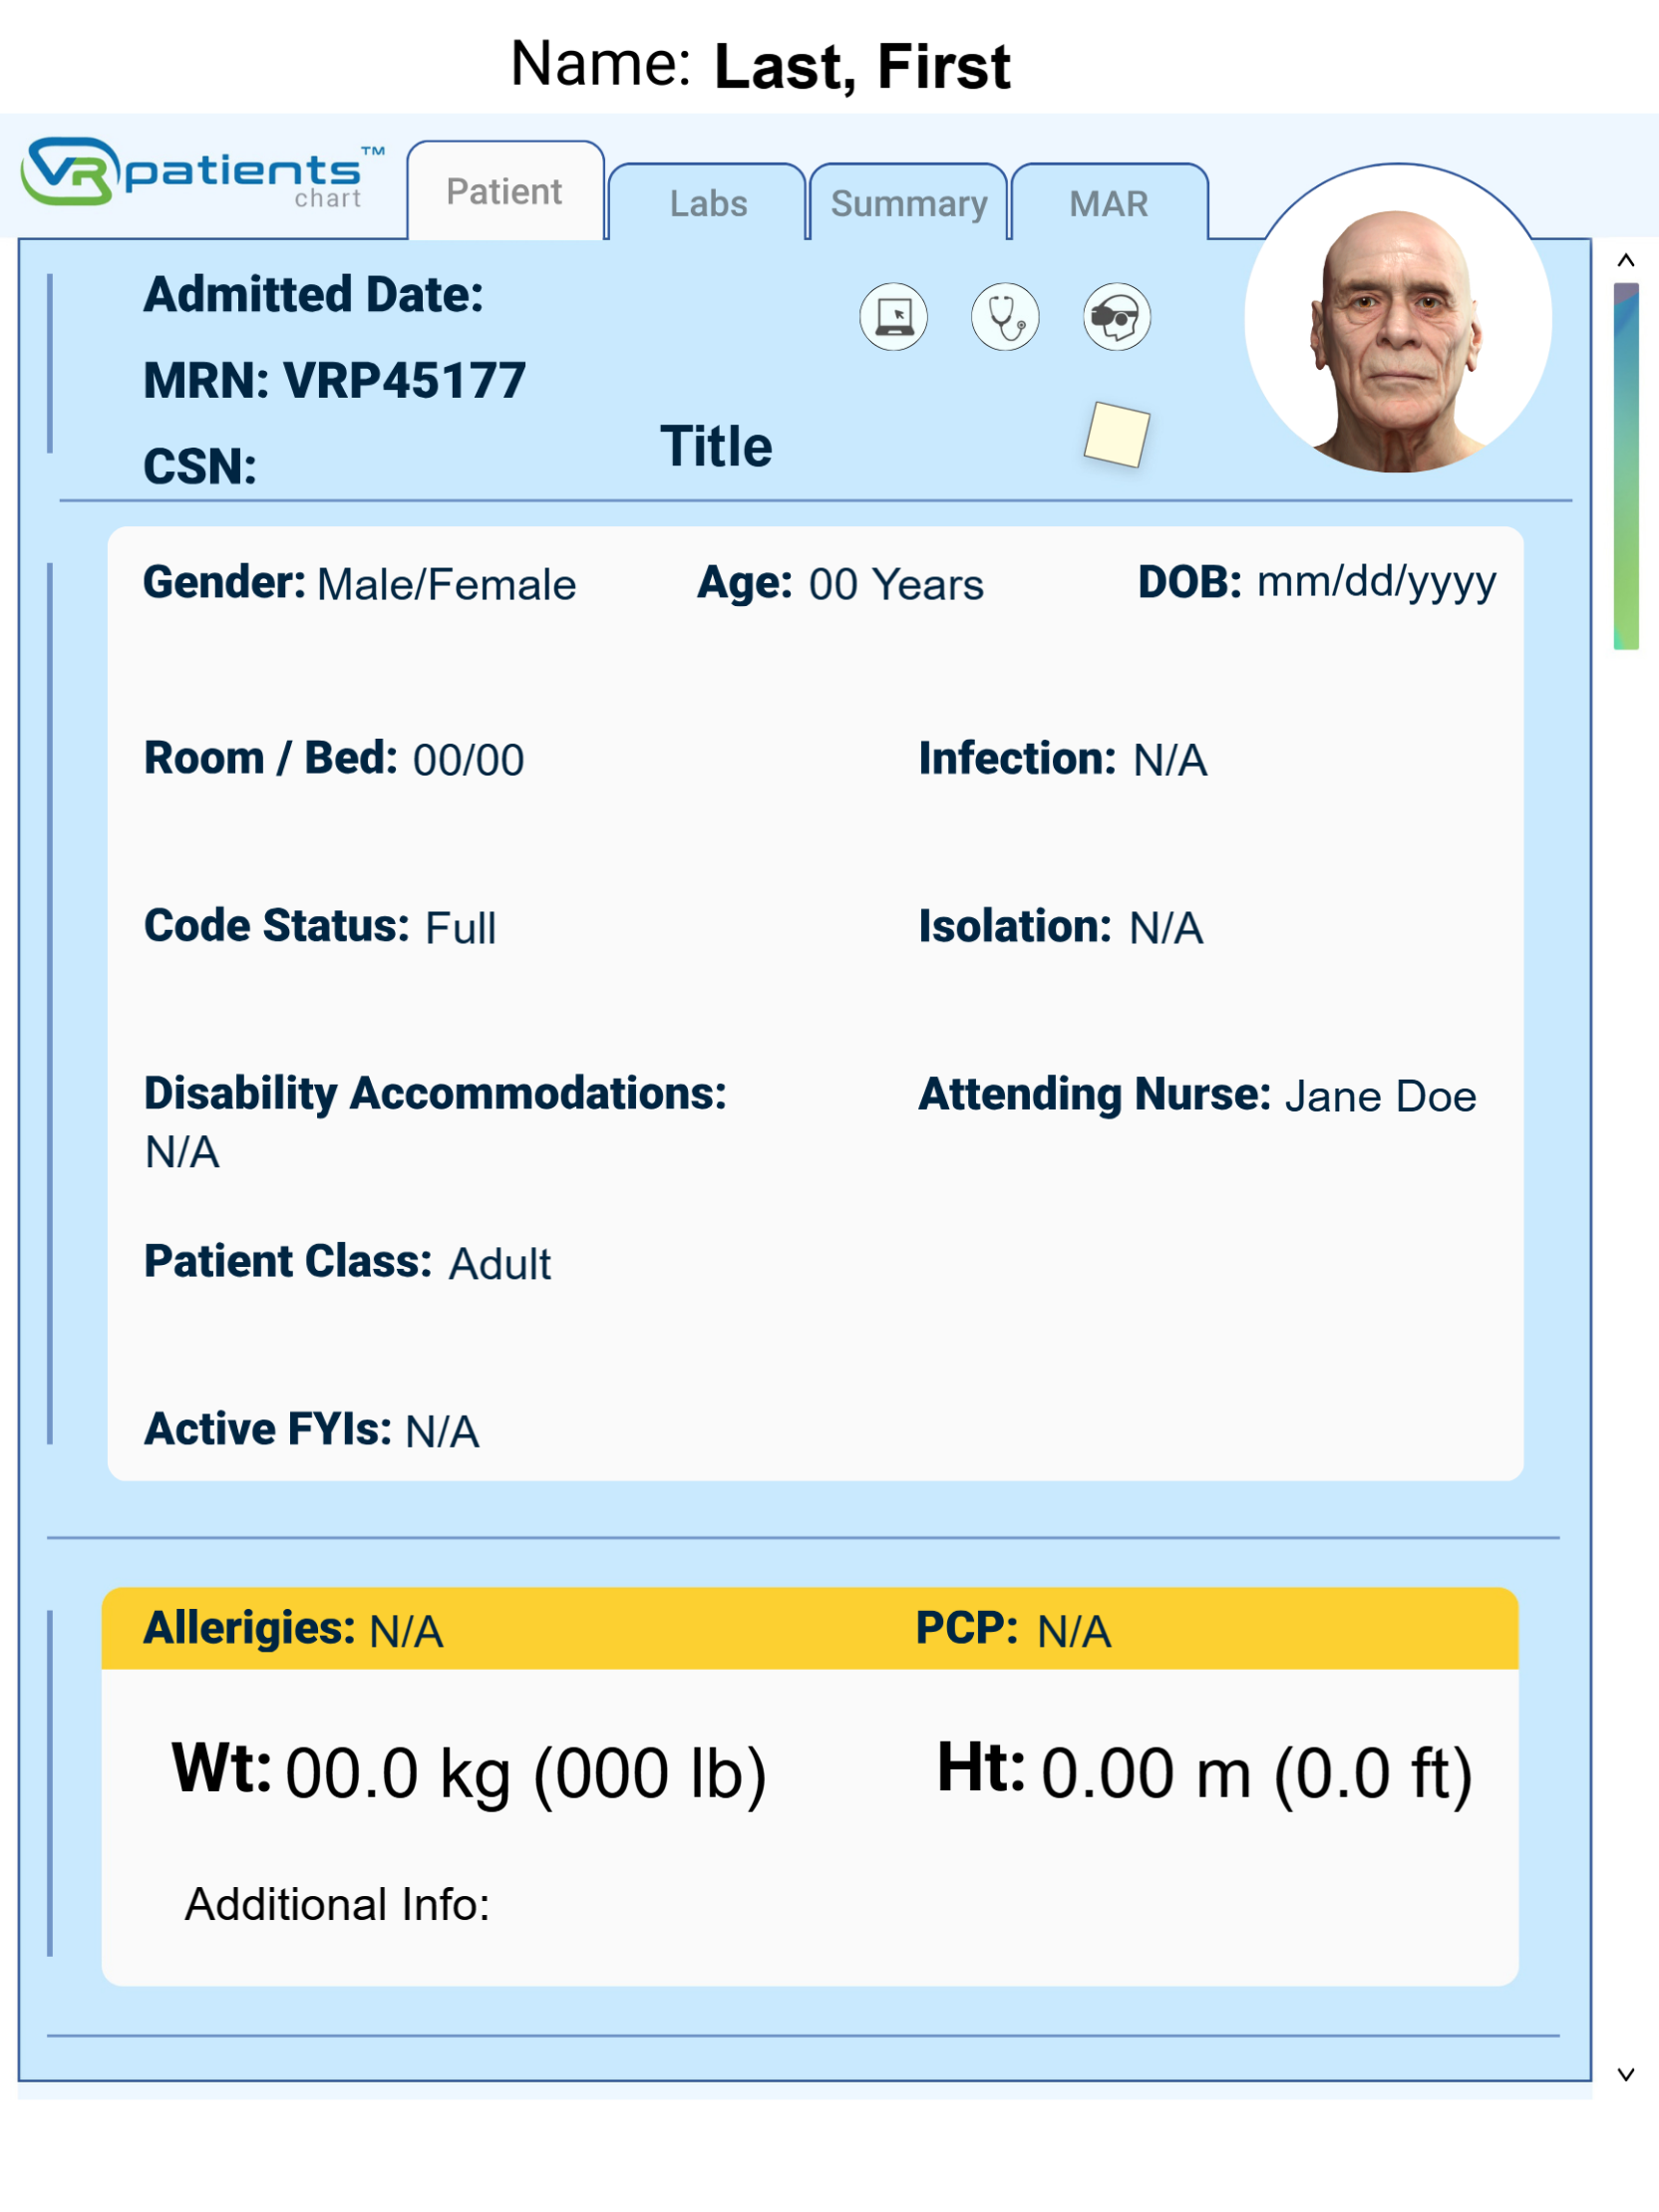 Name: Last, First
VRpatients™
chart
Patient
Labs
Summary
MAR
Admitted Date:
MRN: VRP45177
CSN:
Title
Gender: Male/Female Age: 00 Years DOB: mm/dd/yyyy
Room / Bed: 00/00 Infection: N/A
Code Status: Full Isolation: N/A
Disability Accommodations: Attending Nurse: Jane Doe
N/A
Patient Class: Adult
Active FYIs: N/A
Allerigies: N/A PCP: N/A
Wt: 00.0 kg (000 lb) Ht: 0.00 m (0.0 ft)
Additional Info: